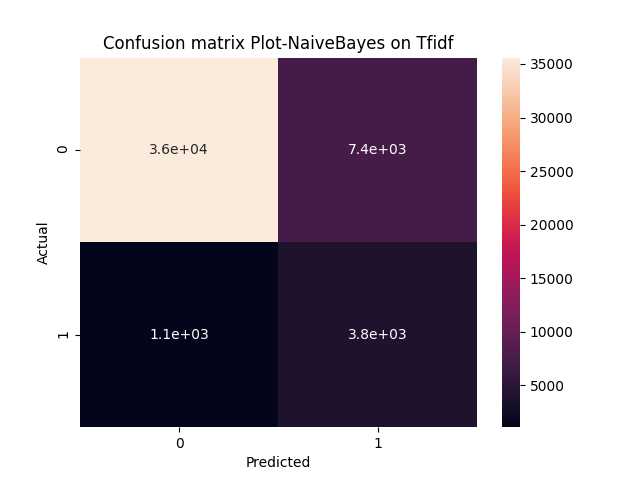 Confusion matrix Plot-NaiveBayes on Tfidf
35000
30000
25000
20000
15000
10000
5000
0
1
Actual
3.6e+04
7.4e+03
1.1e+03
3.8e+03
0
1
Predicted